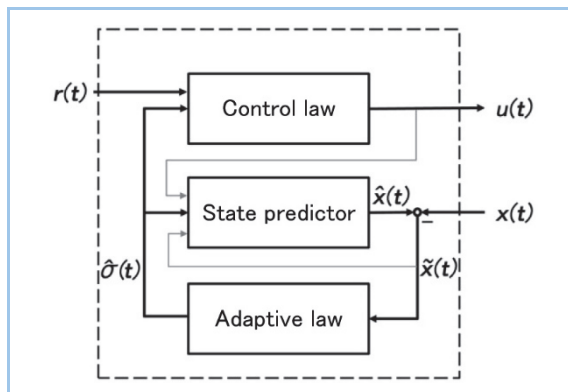 r(t)
Control law
u(t)
State predictor
x̂(t)
−
x(t)
σ̂(t)
x̃(t)
Adaptive law